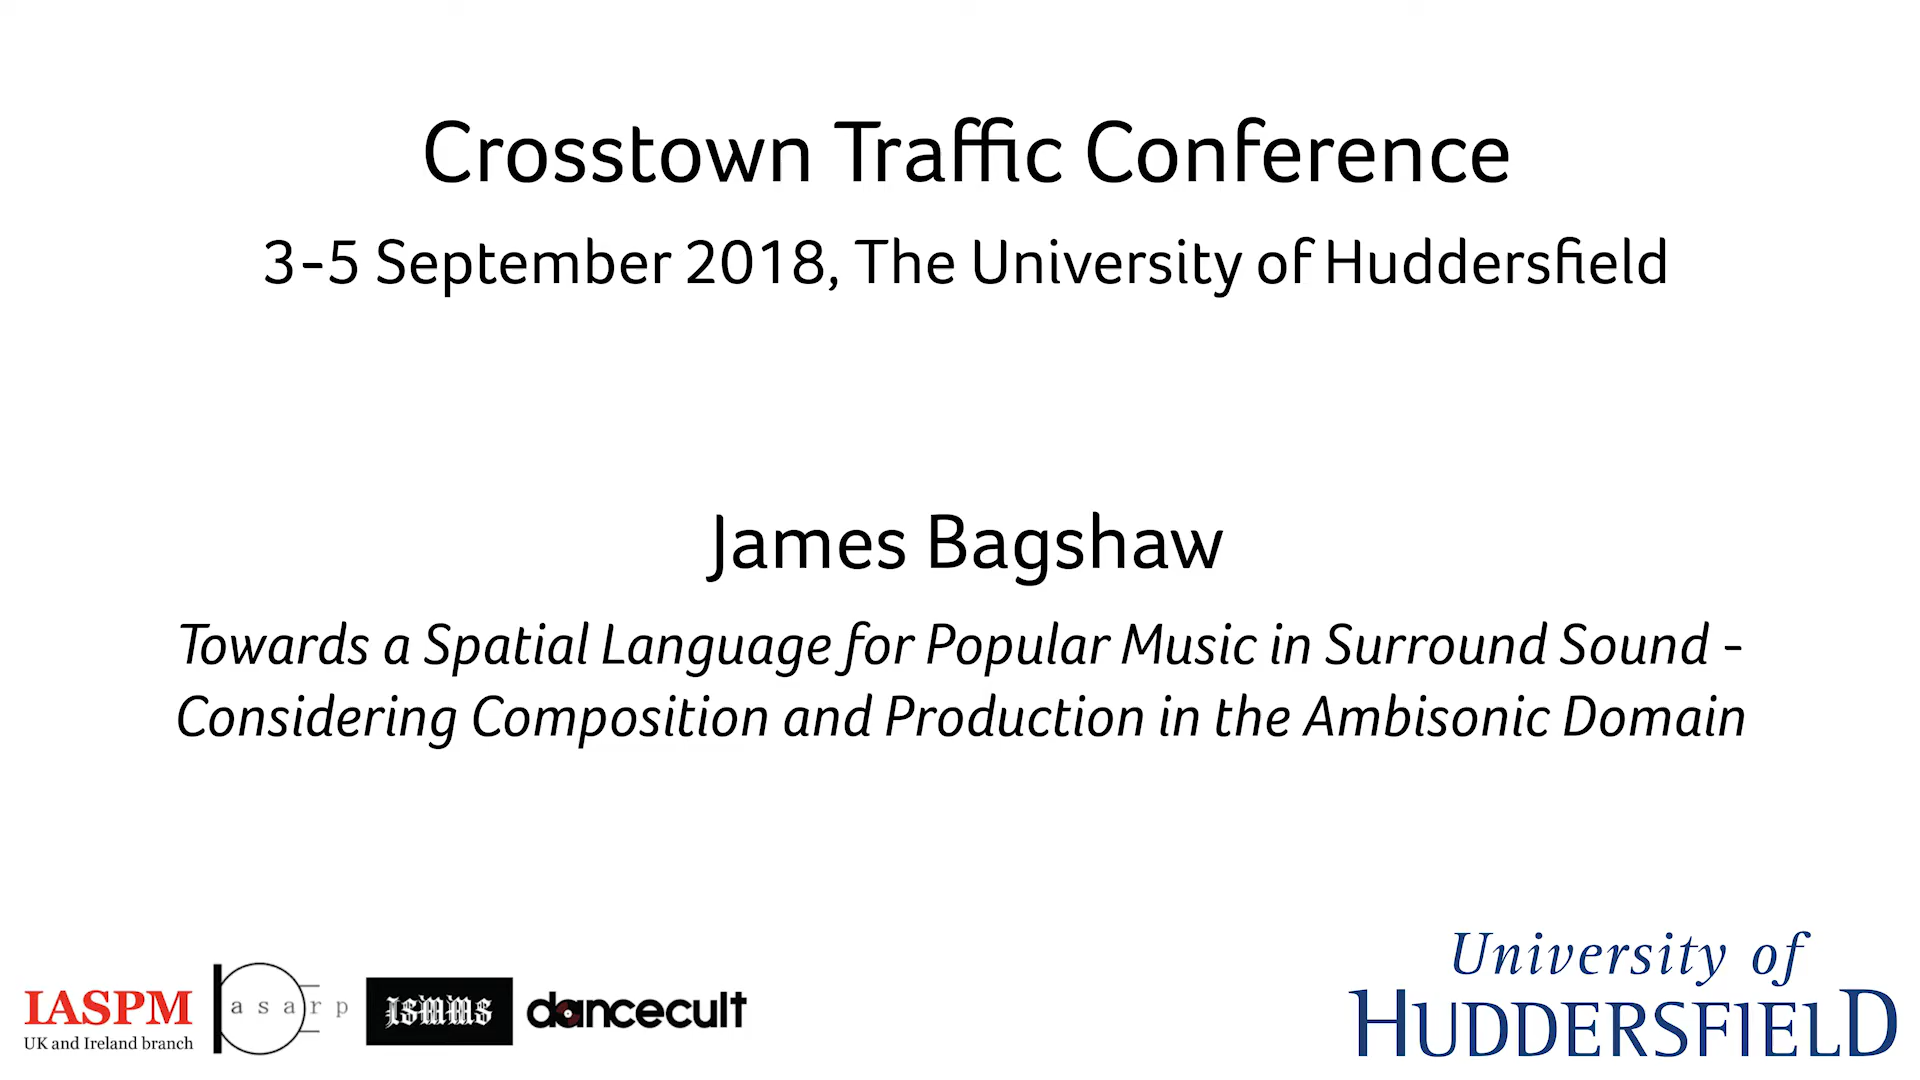 Crosstown Traffic Conference
3-5 September 2018, The University of Huddersfield
James Bagshaw
Towards a Spatial Language for Popular Music in Surround Sound -
Considering Composition and Production in the Ambisonic Domain
IASPM
UK and Ireland branch
asarp
ISMMS
dancecult
University of
HUDDERSFIELD